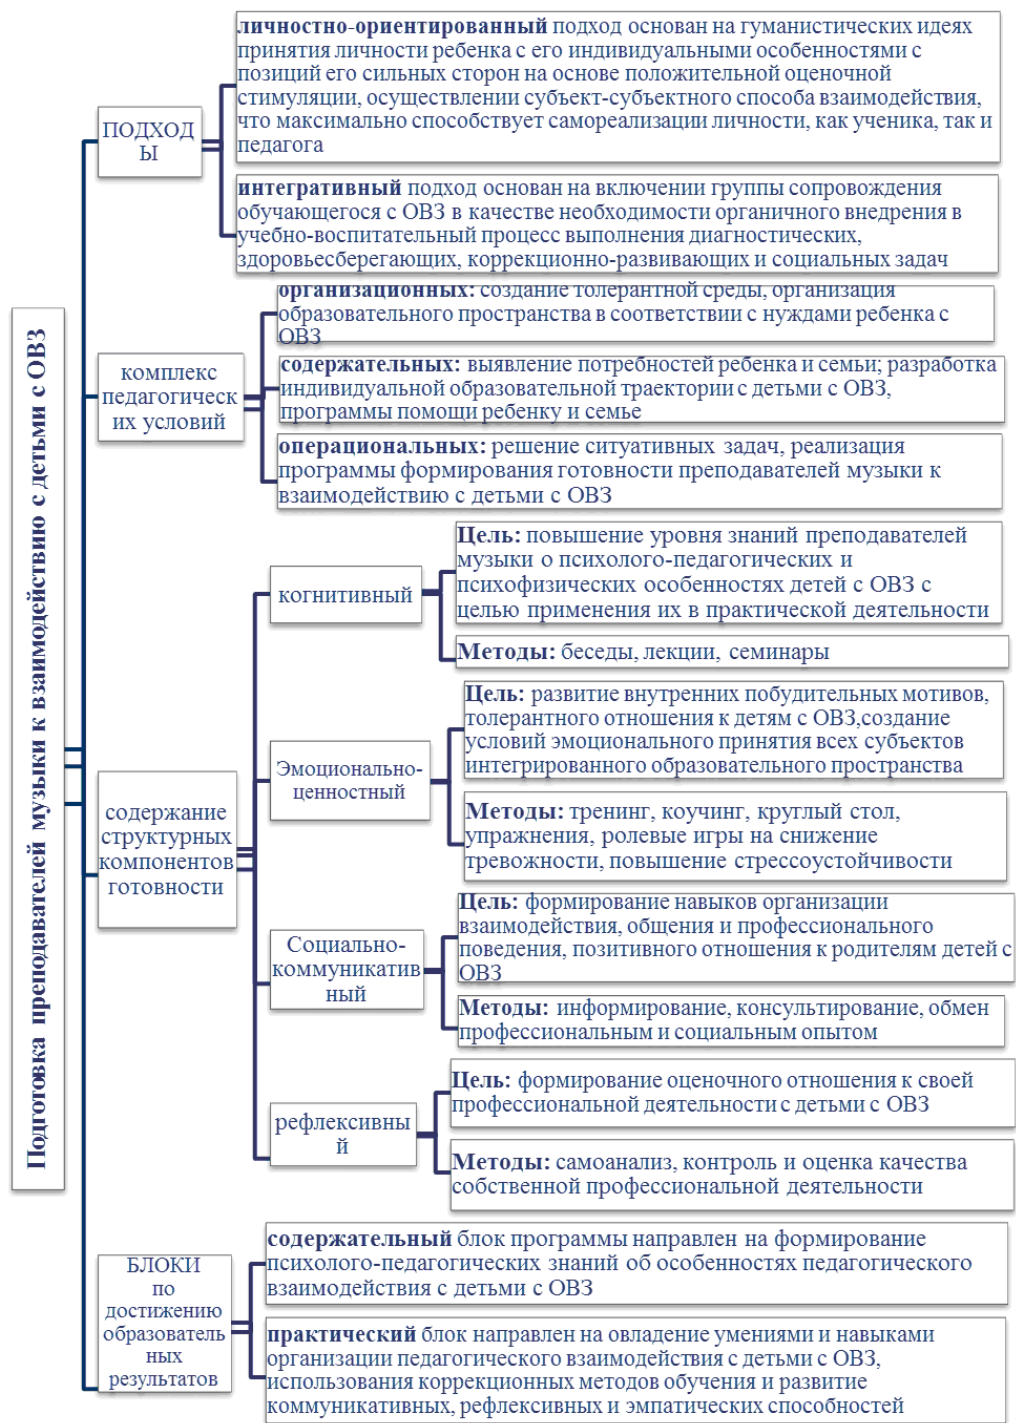 Подготовка преподавателей музыки к взаимодействию с детьми с ОВЗ
ПОДХОД
Ы
личностно-ориентированный подход основан на гуманистических идеях
принятия личности ребенка с его индивидуальными особенностями с
позиций его сильных сторон на основе положительной оценочной
стимуляции, осуществлении субъект-субъектного способа взаимодействия,
что максимально способствует самореализации личности, как ученика, так и
педагога
интегративный подход основан на включении группы сопровождения
обучающегося с ОВЗ в качестве необходимости органичного внедрения в
учебно-воспитательный процесс выполнения диагностических,
здоровьесберегающих, коррекционно-развивающих и социальных задач
комплекс
педагогическ
их условий
организационных: создание толерантной среды, организация
образовательного пространства в соответствии с нуждами ребенка с
ОВЗ
содержательных: выявление потребностей ребенка и семьи; разработка
индивидуальной образовательной траектории с детьми с ОВЗ,
программы помощи ребенку и семье
операциональных: решение ситуативных задач, реализация
программы формирования готовности преподавателей музыки к
взаимодействию с детьми с ОВЗ
содержание
структурных
компонентов
готовности
когнитивный
Цель: повышение уровня знаний преподавателей
музыки о психолого-педагогических и
психофизических особенностях детей с ОВЗ с
целью применения их в практической деятельности
Методы: беседы, лекции, семинары
Эмоционально-
ценностный
Цель: развитие внутренних побудительных мотивов,
толерантного отношения к детям с ОВЗ,создание
условий эмоционального принятия всех субъектов
интегрированного образовательного пространства
Методы: тренинг, коучинг, круглый стол,
упражнения, ролевые игры на снижение
тревожности, повышение стрессоустойчивости
Социально-
коммуникатив
ный
Цель: формирование навыков организации
взаимодействия, общения и профессионального
поведения, позитивного отношения к родителям детей с
ОВЗ
Методы: информирование, консультирование, обмен
профессиональным и социальным опытом
рефлексивны
й
Цель: формирование оценочного отношения к своей
профессиональной деятельности с детьми с ОВЗ
Методы: самоанализ, контроль и оценка качества
собственной профессиональной деятельности
БЛОКИ
по
достижению
образователь
ных
результатов
содержательный блок программы направлен на формирование
психолого-педагогических знаний об особенностях педагогического
взаимодействия с детьми с ОВЗ
практический блок направлен на овладение умениями и навыками
организации педагогического взаимодействия с детьми с ОВЗ,
использования коррекционных методов обучения и развитие
коммуникативных, рефлексивных и эмпатических способностей